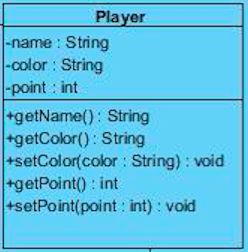 Player
-name : String
-color : String
-point : int
+getName() : String
+getColor() : String
+setColor(color : String) : void
+getPoint() : int
+setPoint(point : int) : void